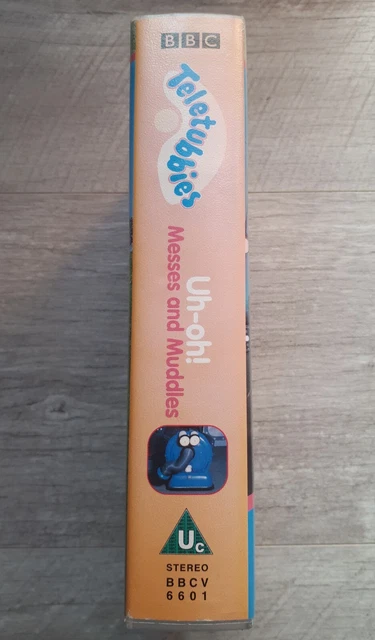 BBC
Teletubbies
Uh-oh!
Messes and Muddles
Uc
STEREO
BBCV
6601